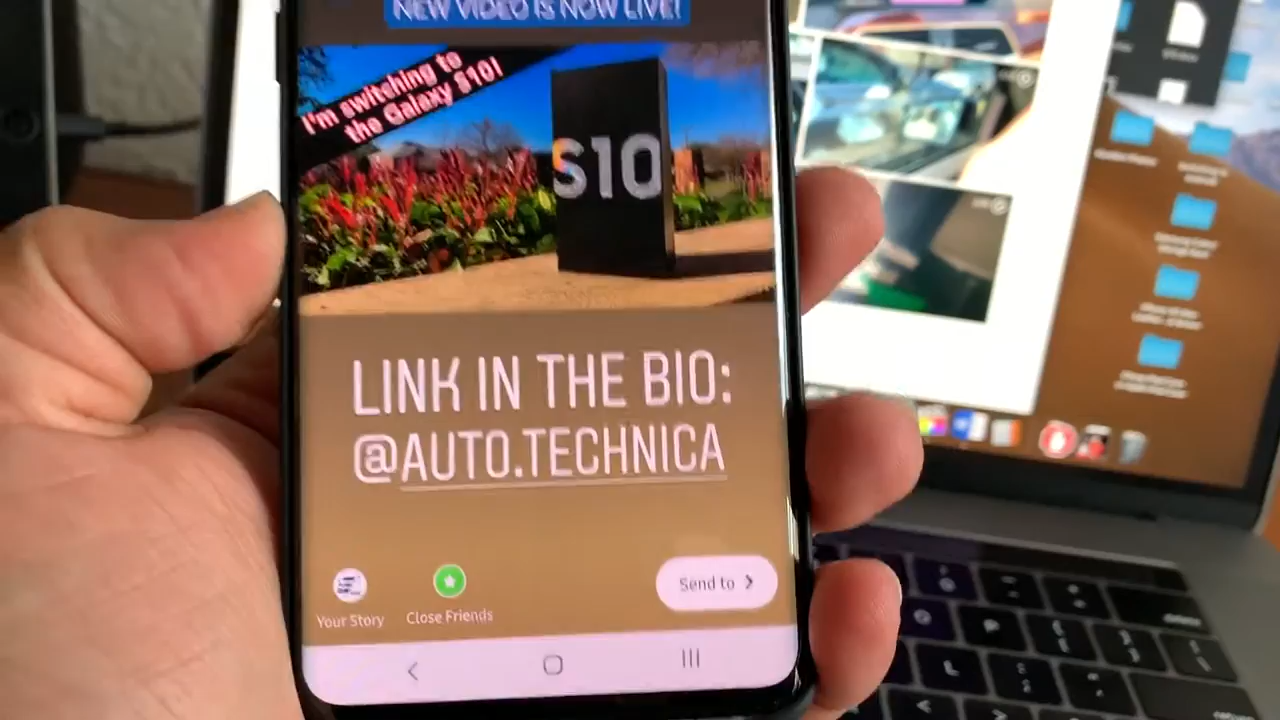 NEW VIDEO IS NOW LIVE!
I'm switching to
the Galaxy S10!
S10
LINK IN THE BIO:
@AUTO.TECHNICA
Your Story
Close Friends
Send to
P
L
return